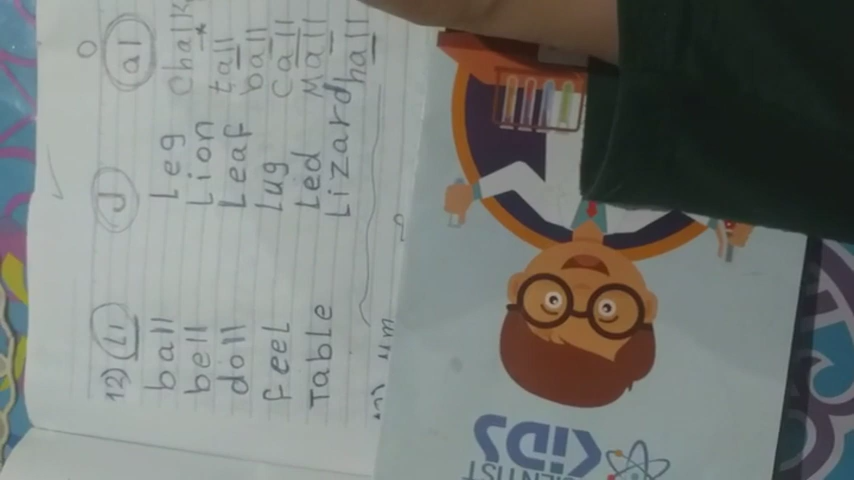 12) Ll J al
ball Leg Chalk
bell Lion tall
doll Leaf ball
feel Lug call
Table Led Mall
Lizard hall
KiDS